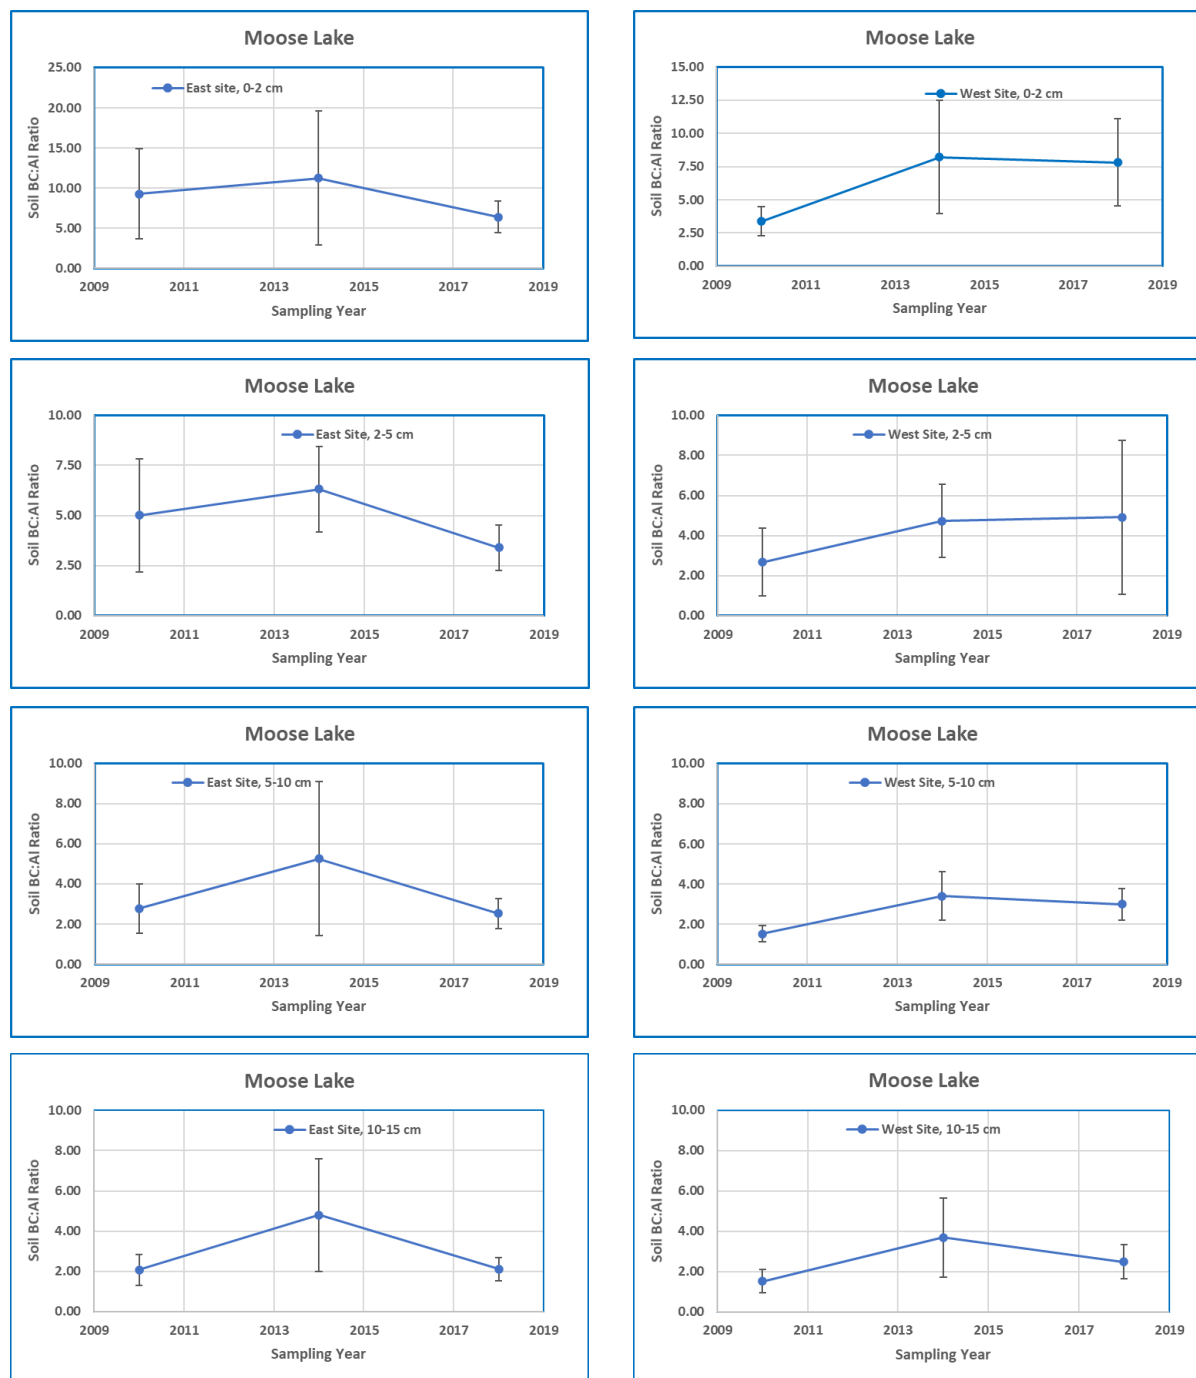 Moose Lake
East site, 0-2 cm
Soil BC:Al Ratio
25.00
20.00
15.00
10.00
5.00
0.00
2009 2011 2013 2015 2017 2019
Sampling Year
Moose Lake
West Site, 0-2 cm
Soil BC:Al Ratio
15.00
12.50
10.00
7.50
5.00
2.50
0.00
2009 2011 2013 2015 2017 2019
Sampling Year
Moose Lake
East Site, 2-5 cm
Soil BC:Al Ratio
10.00
7.50
5.00
2.50
0.00
2009 2011 2013 2015 2017 2019
Sampling Year
Moose Lake
West Site, 2-5 cm
Soil BC:Al Ratio
10.00
8.00
6.00
4.00
2.00
0.00
2009 2011 2013 2015 2017 2019
Sampling Year
Moose Lake
East Site, 5-10 cm
Soil BC:Al Ratio
10.00
8.00
6.00
4.00
2.00
0.00
2009 2011 2013 2015 2017 2019
Sampling Year
Moose Lake
West Site, 5-10 cm
Soil BC:Al Ratio
10.00
8.00
6.00
4.00
2.00
0.00
2009 2011 2013 2015 2017 2019
Sampling Year
Moose Lake
East Site, 10-15 cm
Soil BC:Al Ratio
10.00
8.00
6.00
4.00
2.00
0.00
2009 2011 2013 2015 2017 2019
Sampling Year
Moose Lake
West Site, 10-15 cm
Soil BC:Al Ratio
10.00
8.00
6.00
4.00
2.00
0.00
2009 2011 2013 2015 2017 2019
Sampling Year